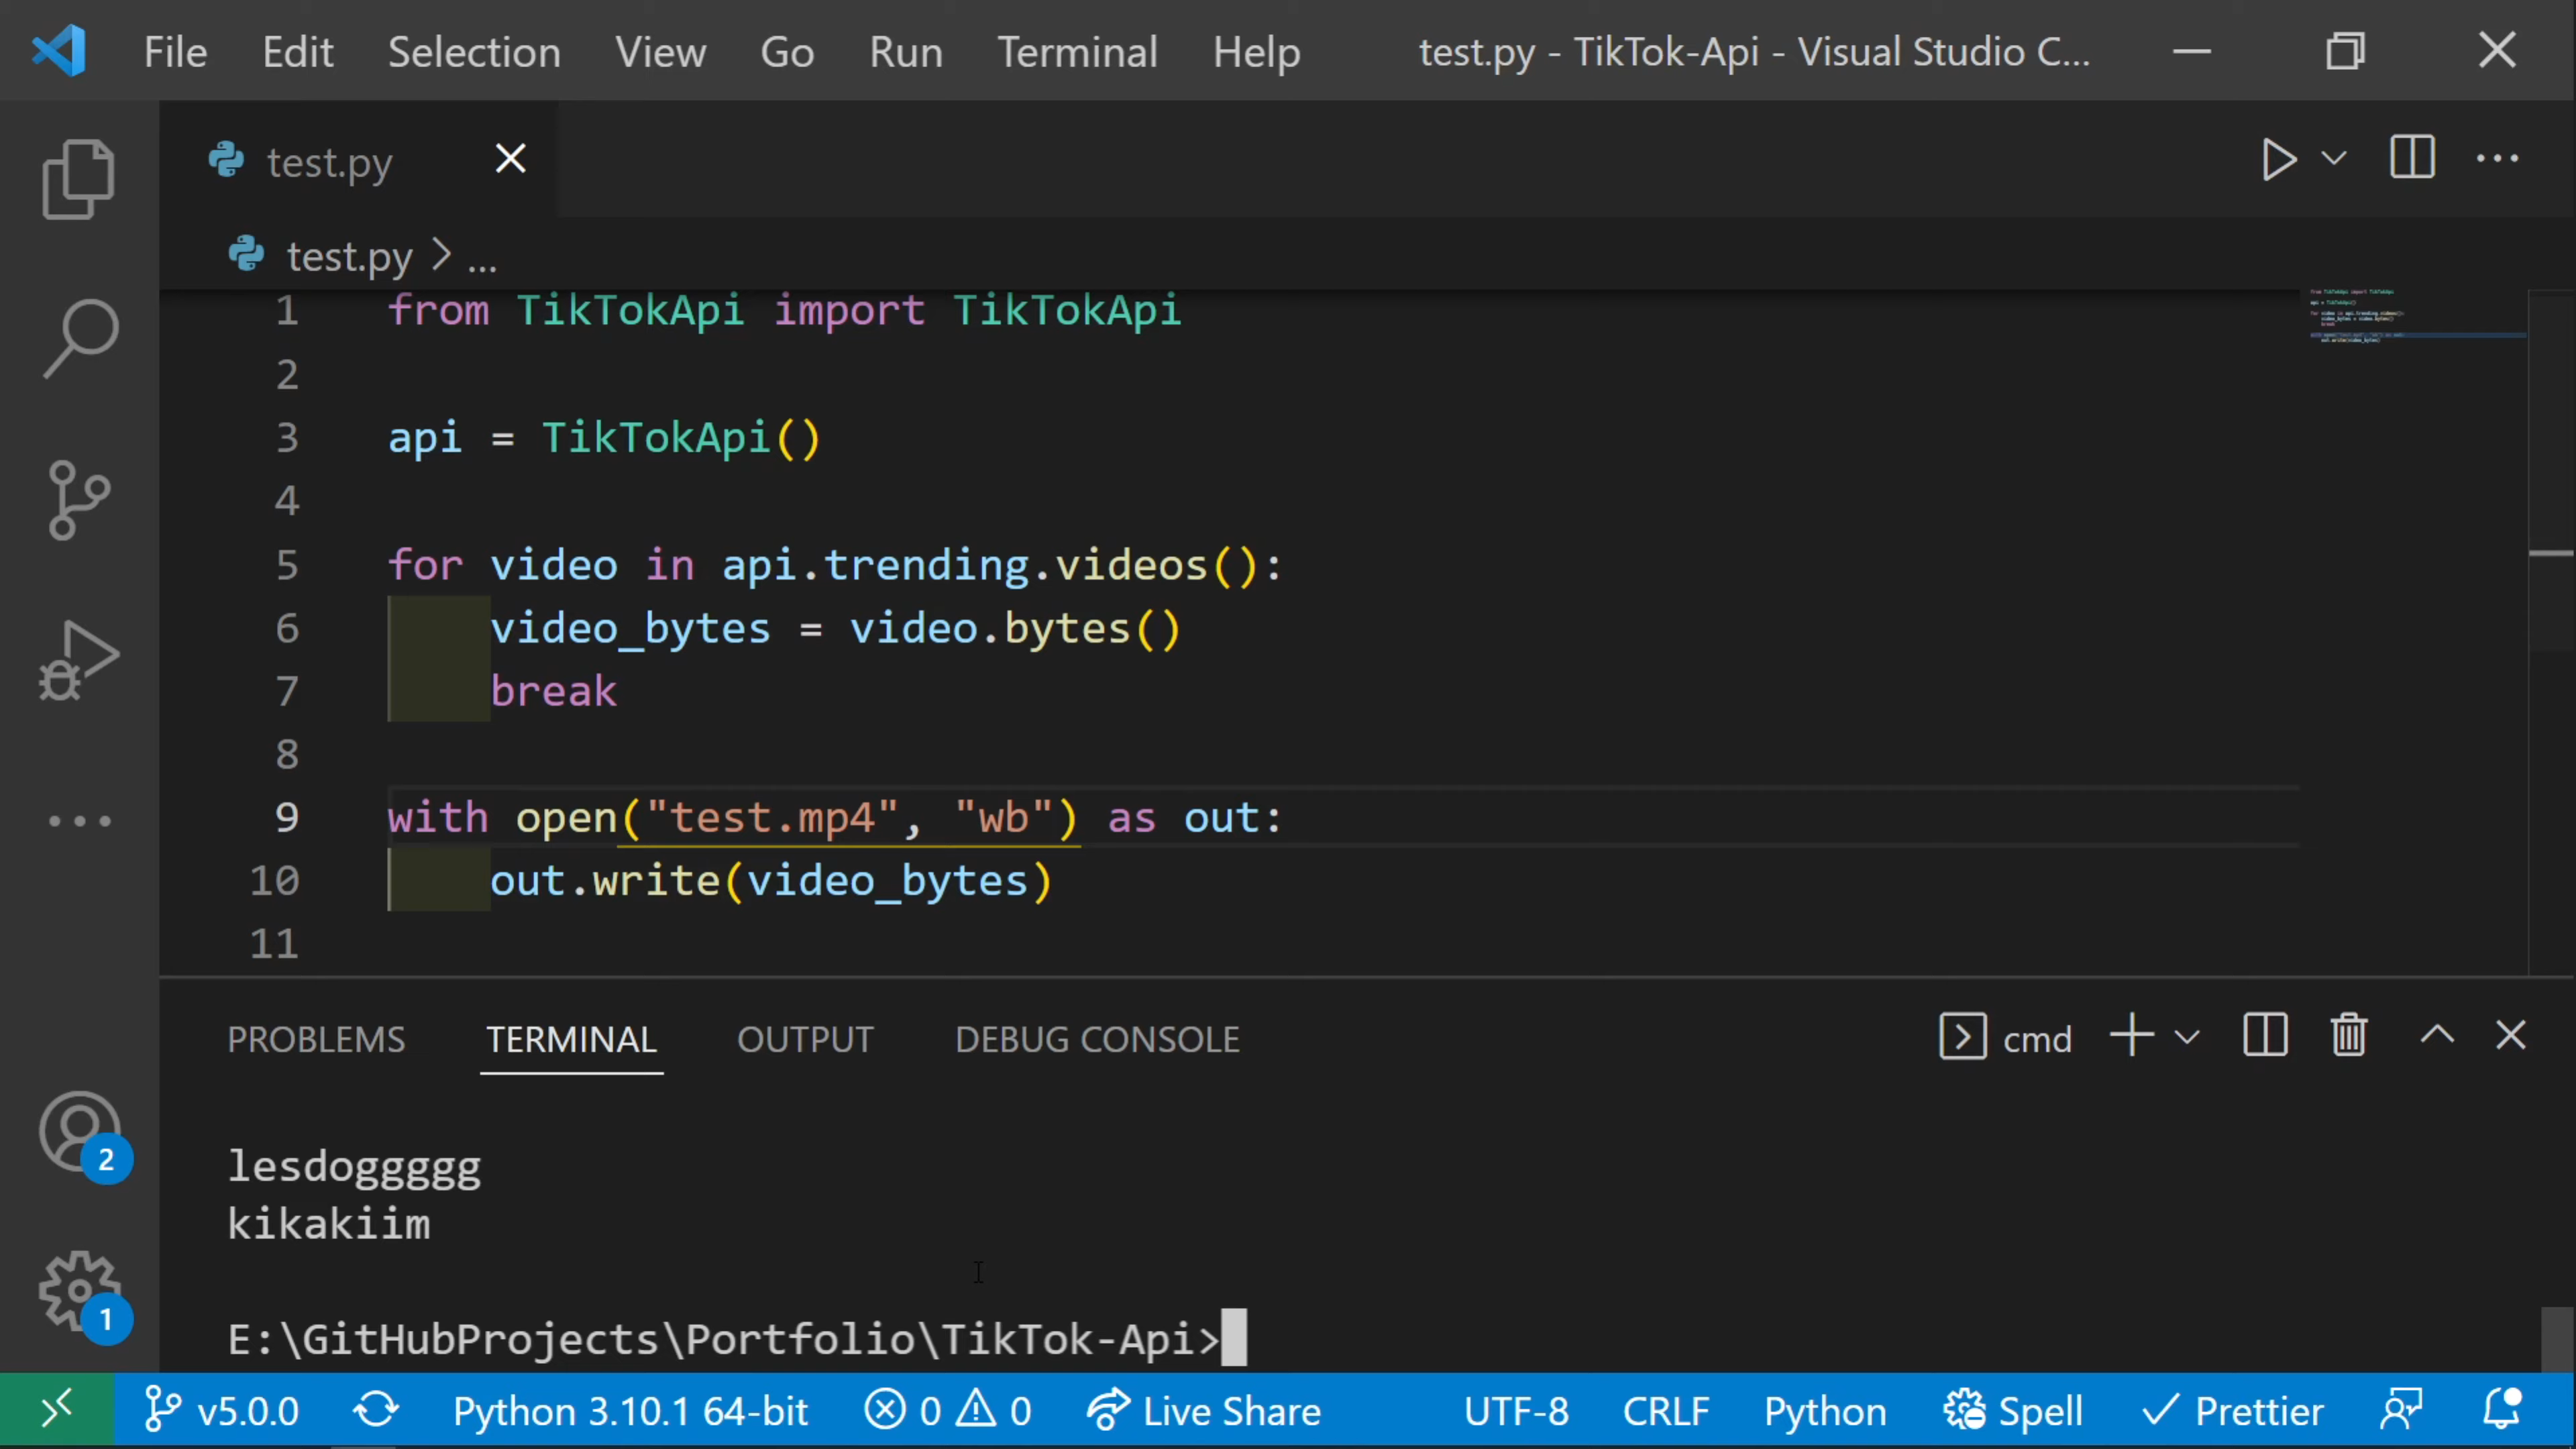 File Edit Selection View Go Run Terminal Help test.py - TikTok-Api - Visual Studio C...
test.py
test.py > ...
1 from TikTokApi import TikTokApi
2
3 api = TikTokApi()
4
5 for video in api.trending.videos():
6 video_bytes = video.bytes()
7 break
8
9 with open("test.mp4", "wb") as out:
10 out.write(video_bytes)
11
PROBLEMS TERMINAL OUTPUT DEBUG CONSOLE cmd
lesdoggggg
kikakiim
E:\GitHubProjects\Portfolio\TikTok-Api>
2
1
v5.0.0 Python 3.10.1 64-bit 0 0 Live Share UTF-8 CRLF Python Spell Prettier